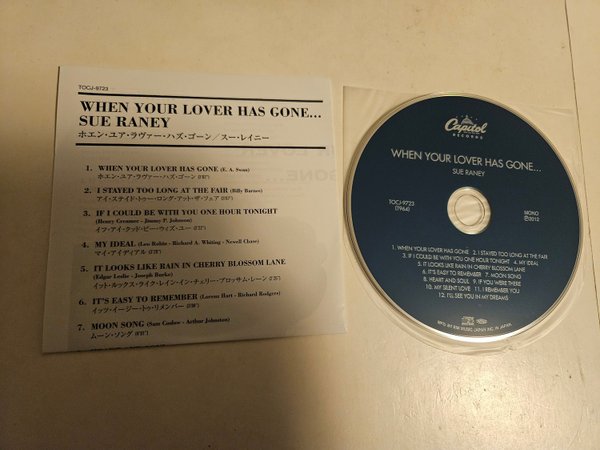 TOCJ-9723
WHEN YOUR LOVER HAS GONE...
SUE RANEY
ホエン・ユア・ラヴァー・ハズ・ゴーン／スー・レイニー
1. WHEN YOUR LOVER HAS GONE (E. A. Swan)
ホエン・ユア・ラヴァー・ハズ・ゴーン
2. I STAYED TOO LONG AT THE FAIR (Billy Barnes)
アイ・ステイド・トゥー・ロング・アット・ザ・フェア
3. IF I COULD BE WITH YOU ONE HOUR TONIGHT
(Henry Creamer - Jimmy P. Johnson)
イフ・アイ・クッド・ビー・ウィズ・ユー
4. MY IDEAL (Leo Robin - Richard A. Whiting - Newell Chase)
マイ・アイディアル
5. IT LOOKS LIKE RAIN IN CHERRY BLOSSOM LANE
(Edgar Leslie - Joseph Burke)
イット・ルックス・ライク・レイン・イン・チェリー・ブロッサム・レーン
6. IT'S EASY TO REMEMBER (Lorenz Hart - Richard Rodgers)
イッツ・イージー・トゥ・リメンバー
7. MOON SONG (Sam Coslow - Arthur Johnston)
ムーン・ソング
Capitol
RECORDS
WHEN YOUR LOVER HAS GONE...
SUE RANEY
TOCJ-9723
(1964)
MONO
℗2012
1. WHEN YOUR LOVER HAS GONE 2. I STAYED TOO LONG AT THE FAIR
3. IF I COULD BE WITH YOU ONE HOUR TONIGHT 4. MY IDEAL
5. IT LOOKS LIKE RAIN IN CHERRY BLOSSOM LANE
6. IT'S EASY TO REMEMBER 7. MOON SONG
8. HEART AND SOUL 9. IF YOU WERE THERE
10. MY SILENT LOVE 11. I REMEMBER YOU
12. I'LL SEE YOU IN MY DREAMS
MFD. BY EMI MUSIC JAPAN INC. IN JAPAN.